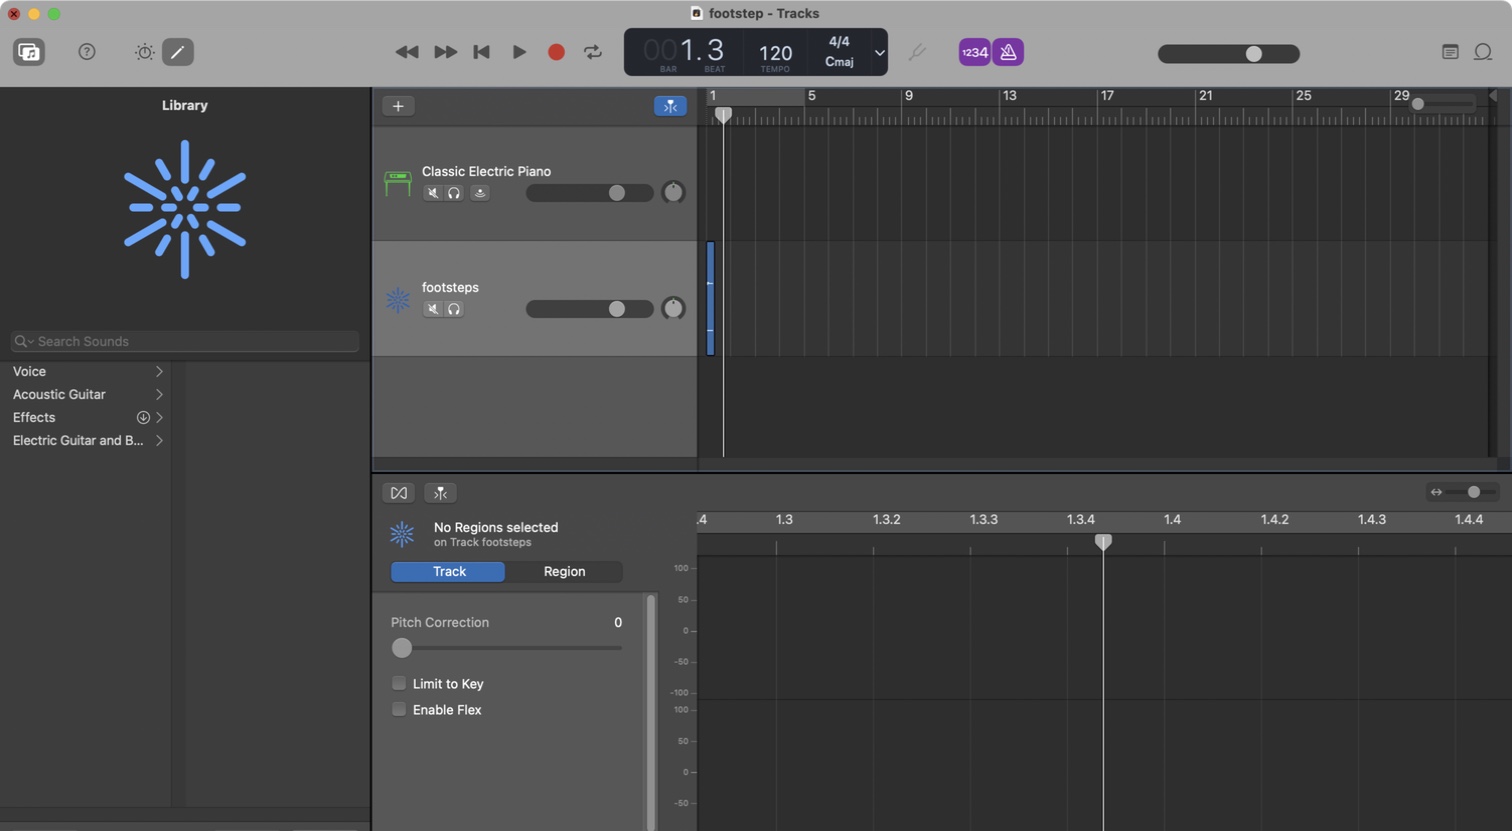 footstep - Tracks
001.3
BAR BEAT
120
TEMPO
4/4
Cmaj
1234
Library
1 5 9 13 17 21 25 29
Classic Electric Piano
footsteps
Search Sounds
Voice
Acoustic Guitar
Effects
Electric Guitar and B...
No Regions selected
on Track footsteps
Track Region
.4 1.3 1.3.2 1.3.3 1.3.4 1.4 1.4.2 1.4.3 1.4.4
Pitch Correction 0
Limit to Key
Enable Flex
100
50
0
-50
-100
100
50
0
-50